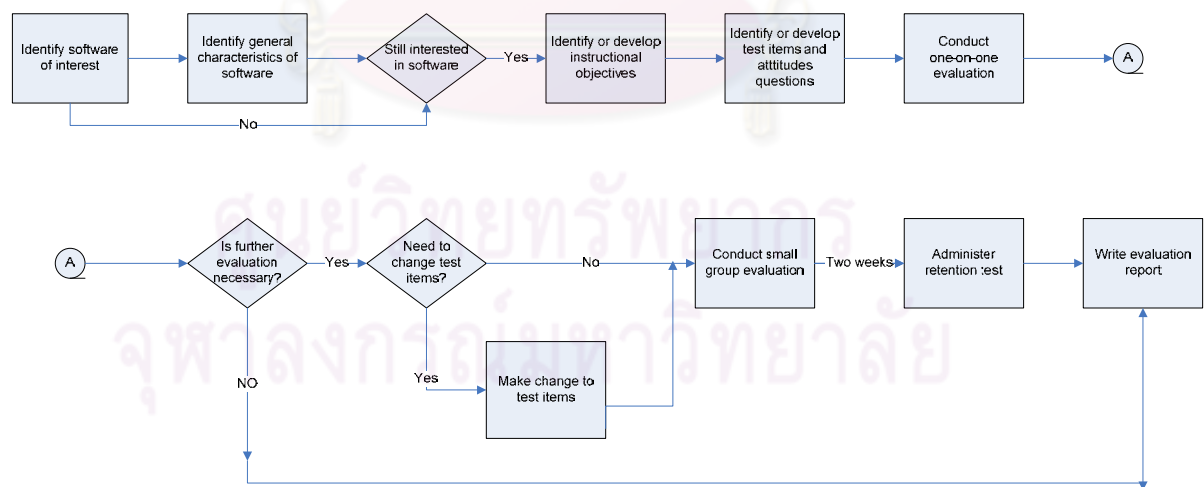 Identify software
of interest
Identify general
characteristics of
software
Still interested
in software
Yes
Identify or develop
instructional
objectives
Identify or develop
test items and
atttitudes
questions
Conduct
one-on-one
evaluation
A
No
ศูนย์วิทยทรัพยากร
A
Is further
evaluation
necessary?
Yes
Need to
change test
items?
No
Conduct small
group evaluation
Two weeks
Administer
retention test
Write evaluation
report
จุฬาลงกรณ์มหาวิทยาลัย
NO
Yes
Make change to
test items